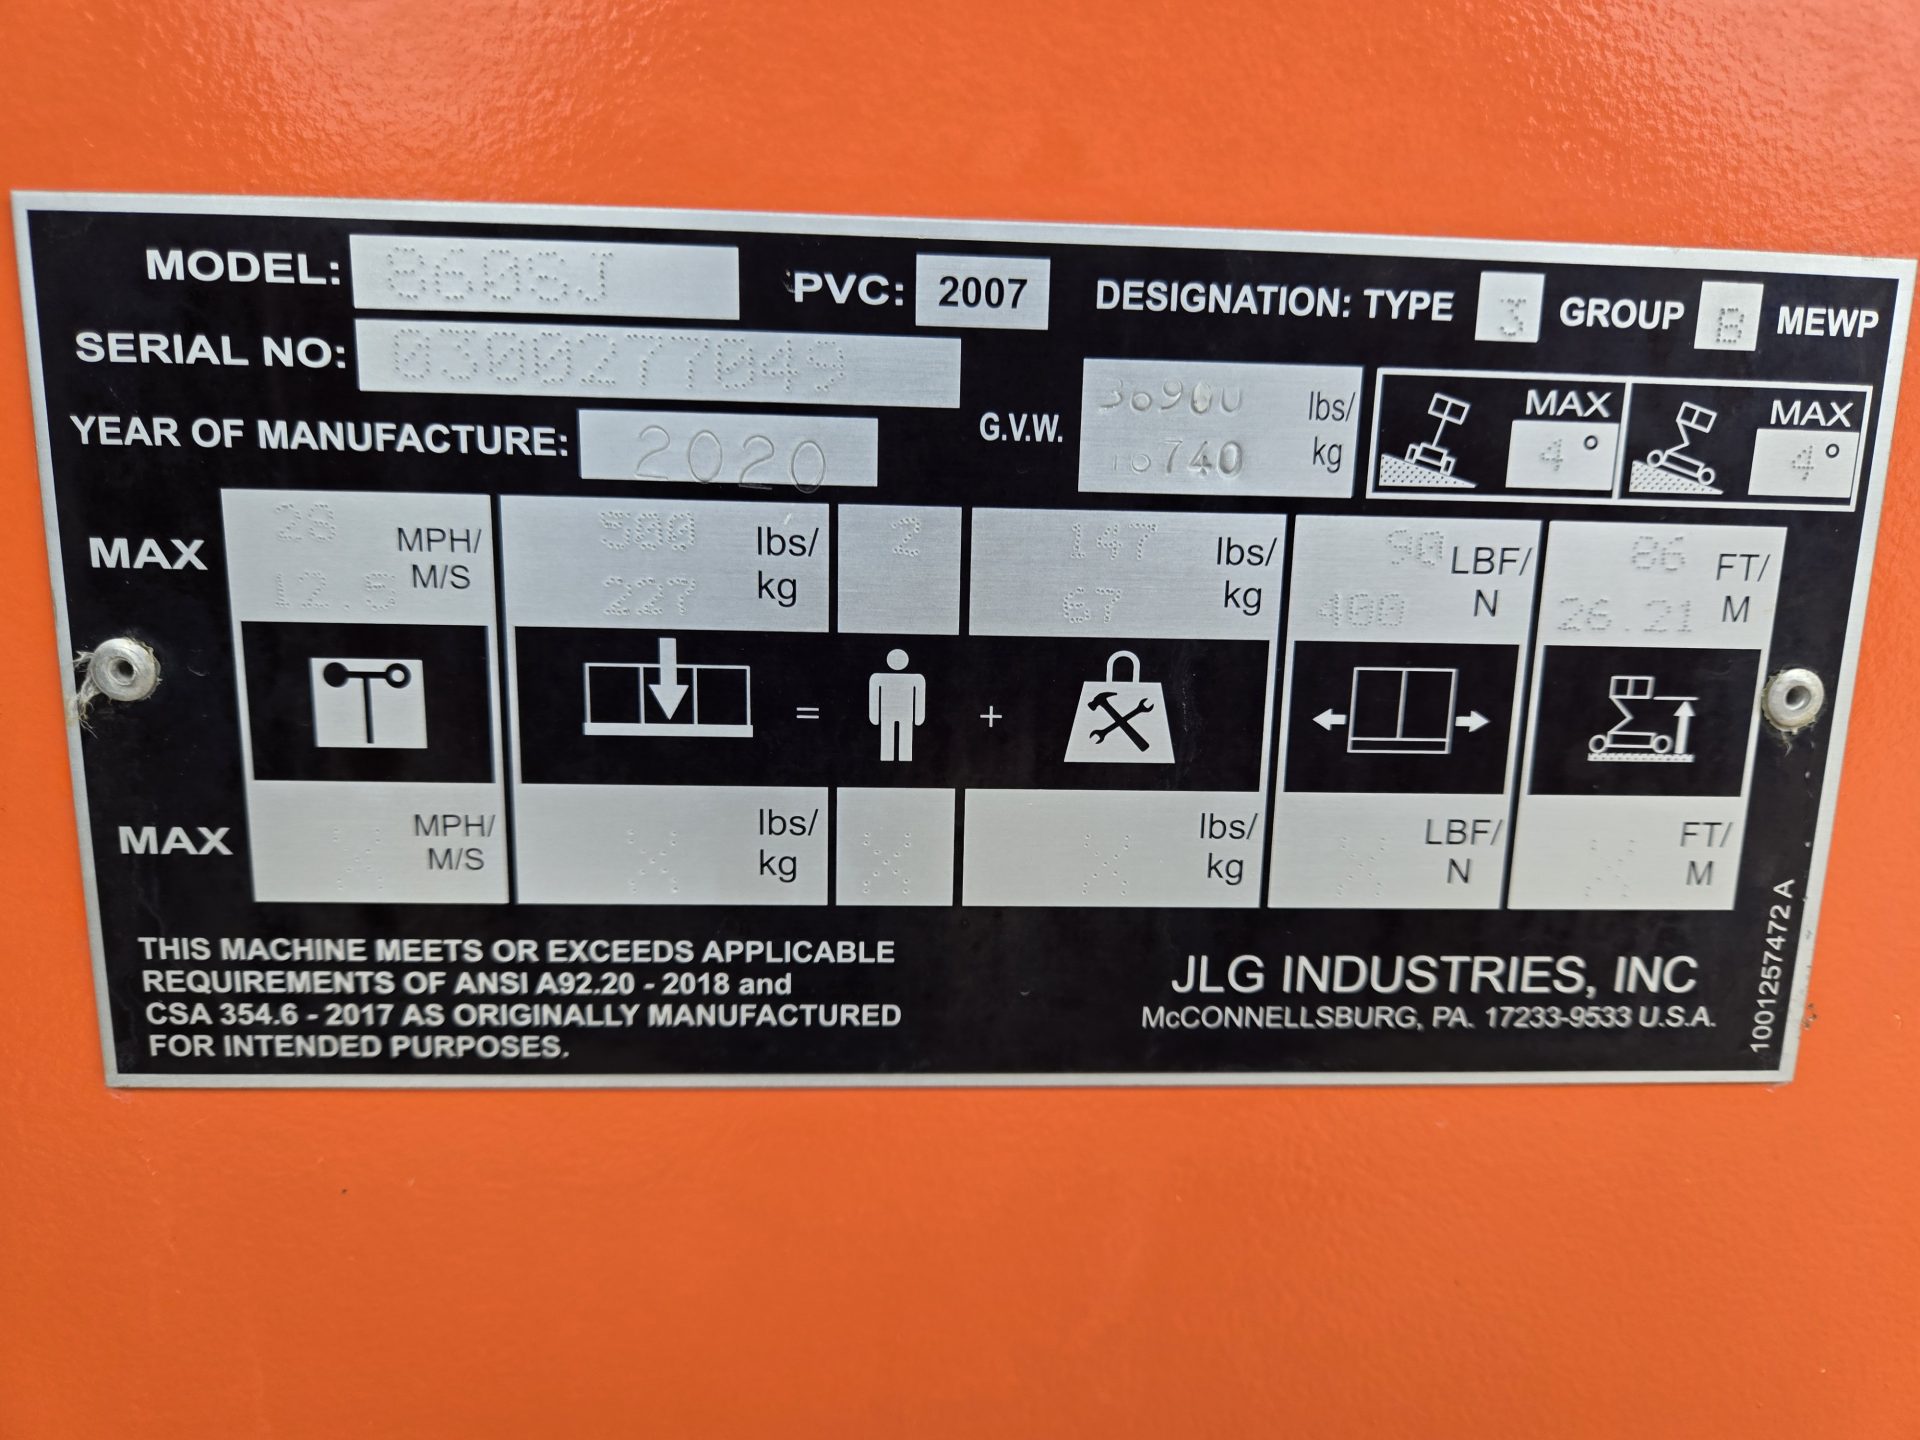 MODEL: 860SJ PVC: 2007 DESIGNATION: TYPE 3 GROUP B MEWP
SERIAL NO: 0300277049
YEAR OF MANUFACTURE: 2020
G.V.W. 36900 lbs/
16740 kg
MAX 4° MAX 4°
MAX 28 MPH/ 500 lbs/ 2 147 lbs/ 90 LBF/ 86 FT/
12.5 M/S 227 kg 67 kg 400 N 26.21 M
= +
MAX X MPH/ X lbs/ X X lbs/ X LBF/ X FT/
M/S kg kg N M
THIS MACHINE MEETS OR EXCEEDS APPLICABLE
REQUIREMENTS OF ANSI A92.20 - 2018 and
CSA 354.6 - 2017 AS ORIGINALLY MANUFACTURED
FOR INTENDED PURPOSES.
JLG INDUSTRIES, INC
McCONNELLSBURG, PA. 17233-9533 U.S.A.
1001257472 A